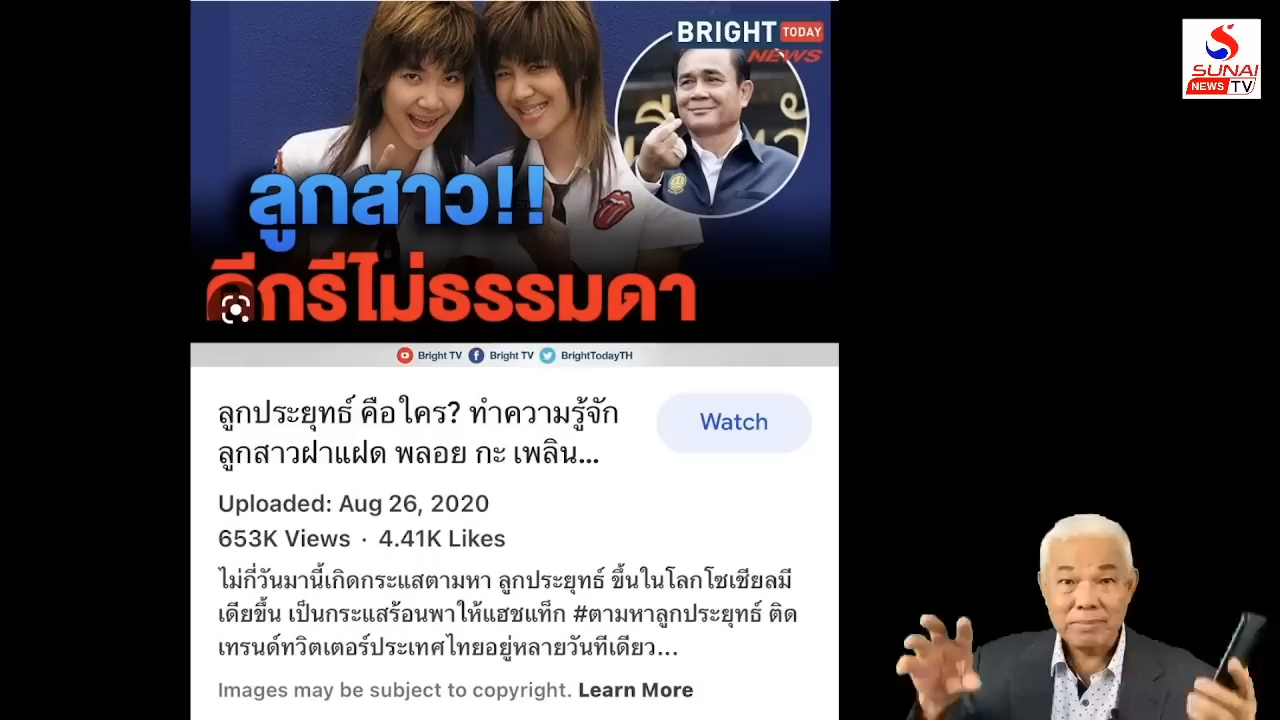 BRIGHT TODAY
NEWS
SUNAI
NEWS TV
ลูกสาว!!
ดีกรีไม่ธรรมดา
Bright TV Bright TV BrightTodayTH
ลูกประยุทธ์ คือใคร? ทำความรู้จัก
ลูกสาวฝาแฝด พลอย กะ เพลิน...
Watch
Uploaded: Aug 26, 2020
653K Views · 4.41K Likes
ไม่กี่วันมานี้เกิดกระแสตามหา ลูกประยุทธ์ ขึ้นในโลกโซเชียลมี
เดียขึ้น เป็นกระแสร้อนพาให้แฮชแท็ก #ตามหาลูกประยุทธ์ ติด
เทรนด์ทวิตเตอร์ประเทศไทยอยู่หลายวันทีเดียว...
Images may be subject to copyright. Learn More